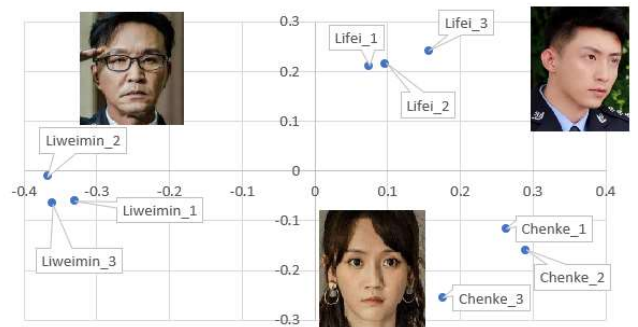 0.3
Lifei_1
Lifei_3
0.2
Lifei_2
0.1
Liweimin_2
0
-0.4 -0.3 -0.2 -0.1 0 0.1 0.2 0.3 0.4
Liweimin_1
-0.1
Chenke_1
Liweimin_3
-0.2
Chenke_2
Chenke_3
-0.3